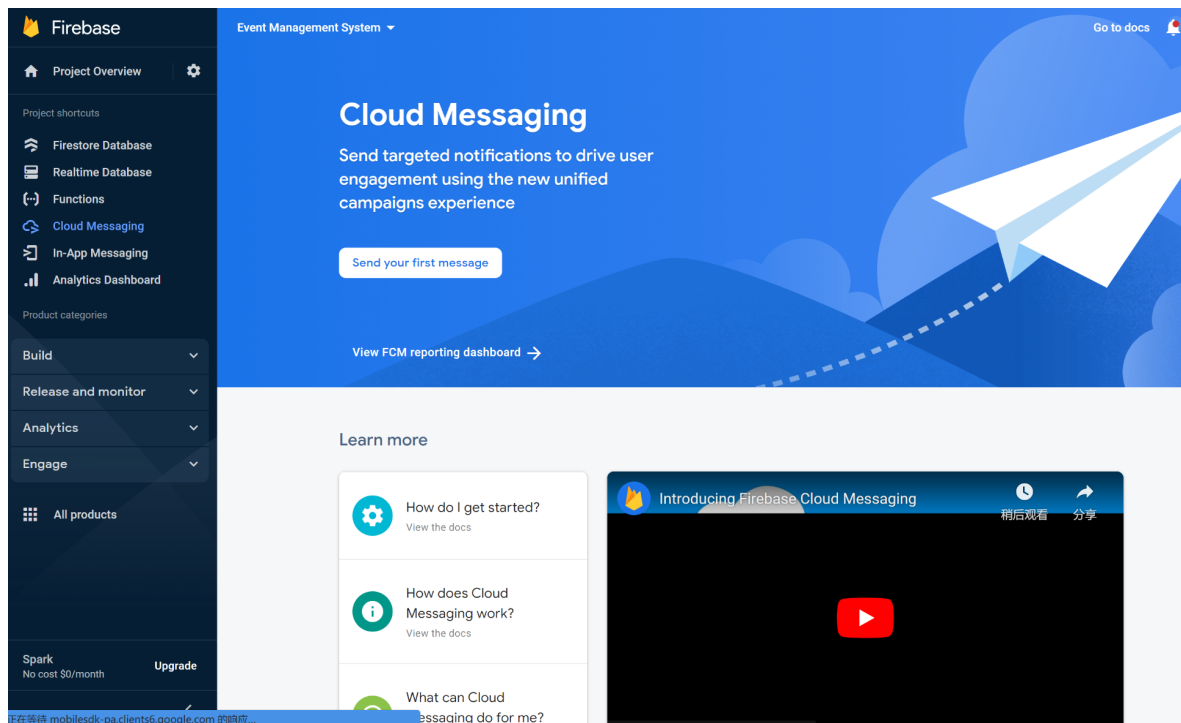 Firebase
Event Management System
Go to docs
Project Overview
Project shortcuts
Firestore Database
Realtime Database
Functions
Cloud Messaging
In-App Messaging
Analytics Dashboard
Product categories
Build
Release and monitor
Analytics
Engage
All products
Spark
No cost $0/month
Upgrade
正在等待 mobilesdk-pa.clients6.google.com 的响应...
Cloud Messaging
Send targeted notifications to drive user
engagement using the new unified
campaigns experience
Send your first message
View FCM reporting dashboard
Learn more
How do I get started?
View the docs
How does Cloud
Messaging work?
View the docs
What can Cloud
Messaging do for me?
Introducing Firebase Cloud Messaging
稍后观看
分享